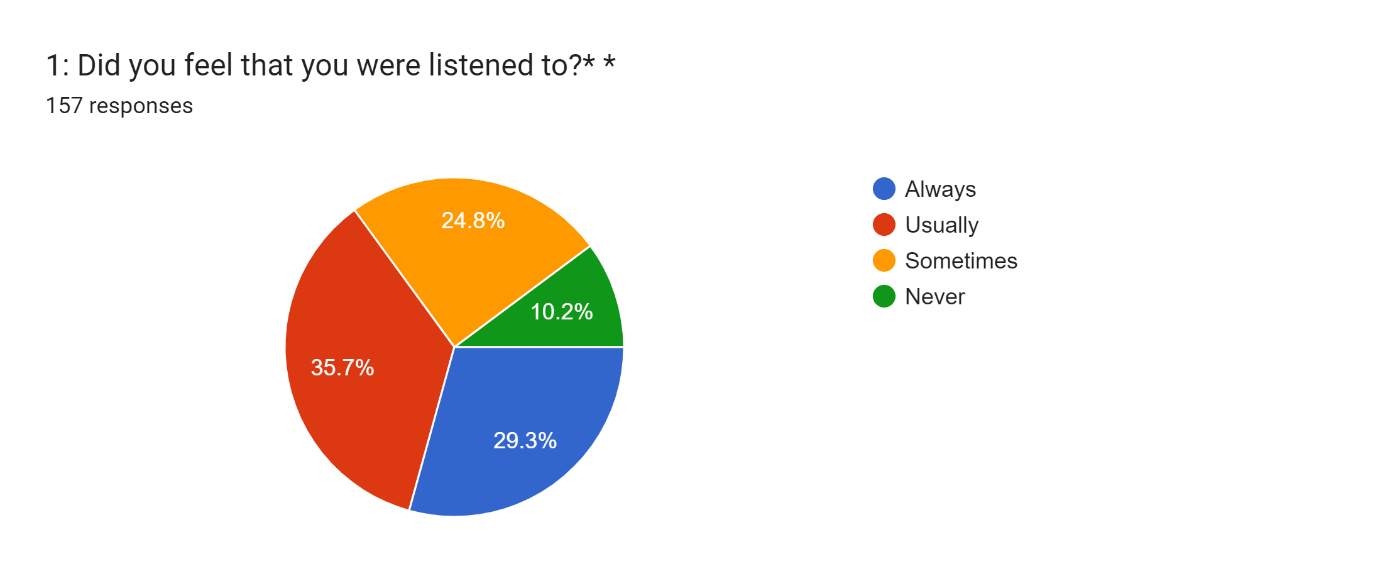 1: Did you feel that you were listened to?* *
157 responses
Always
Usually
Sometimes
Never
24.8%
10.2%
35.7%
29.3%